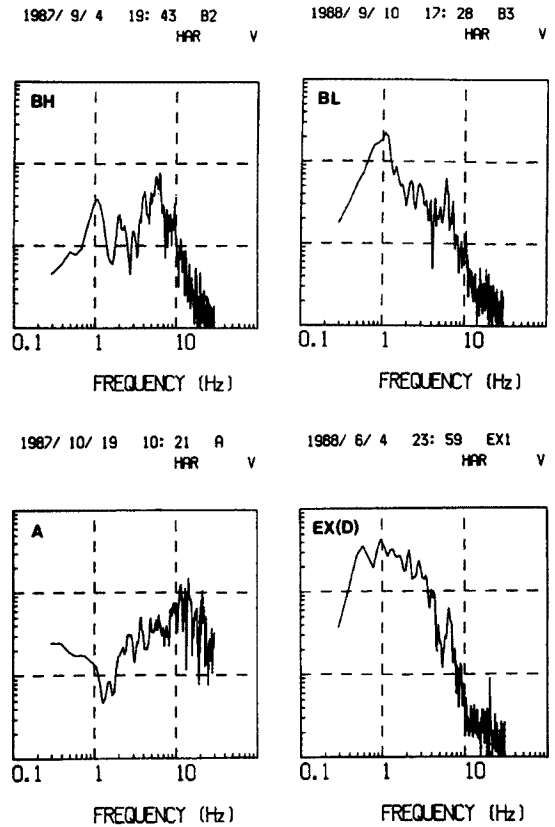 1987/ 9/ 4 19: 43 B2
HAR V
BH
0.1 1 10
FREQUENCY (Hz)
1988/ 9/ 10 17: 28 B3
HAR V
BL
0.1 1 10
FREQUENCY (Hz)
1987/ 10/ 19 10: 21 A
HAR V
A
0.1 1 10
FREQUENCY (Hz)
1988/ 6/ 4 23: 59 EX1
HAR V
EX(D)
0.1 1 10
FREQUENCY (Hz)